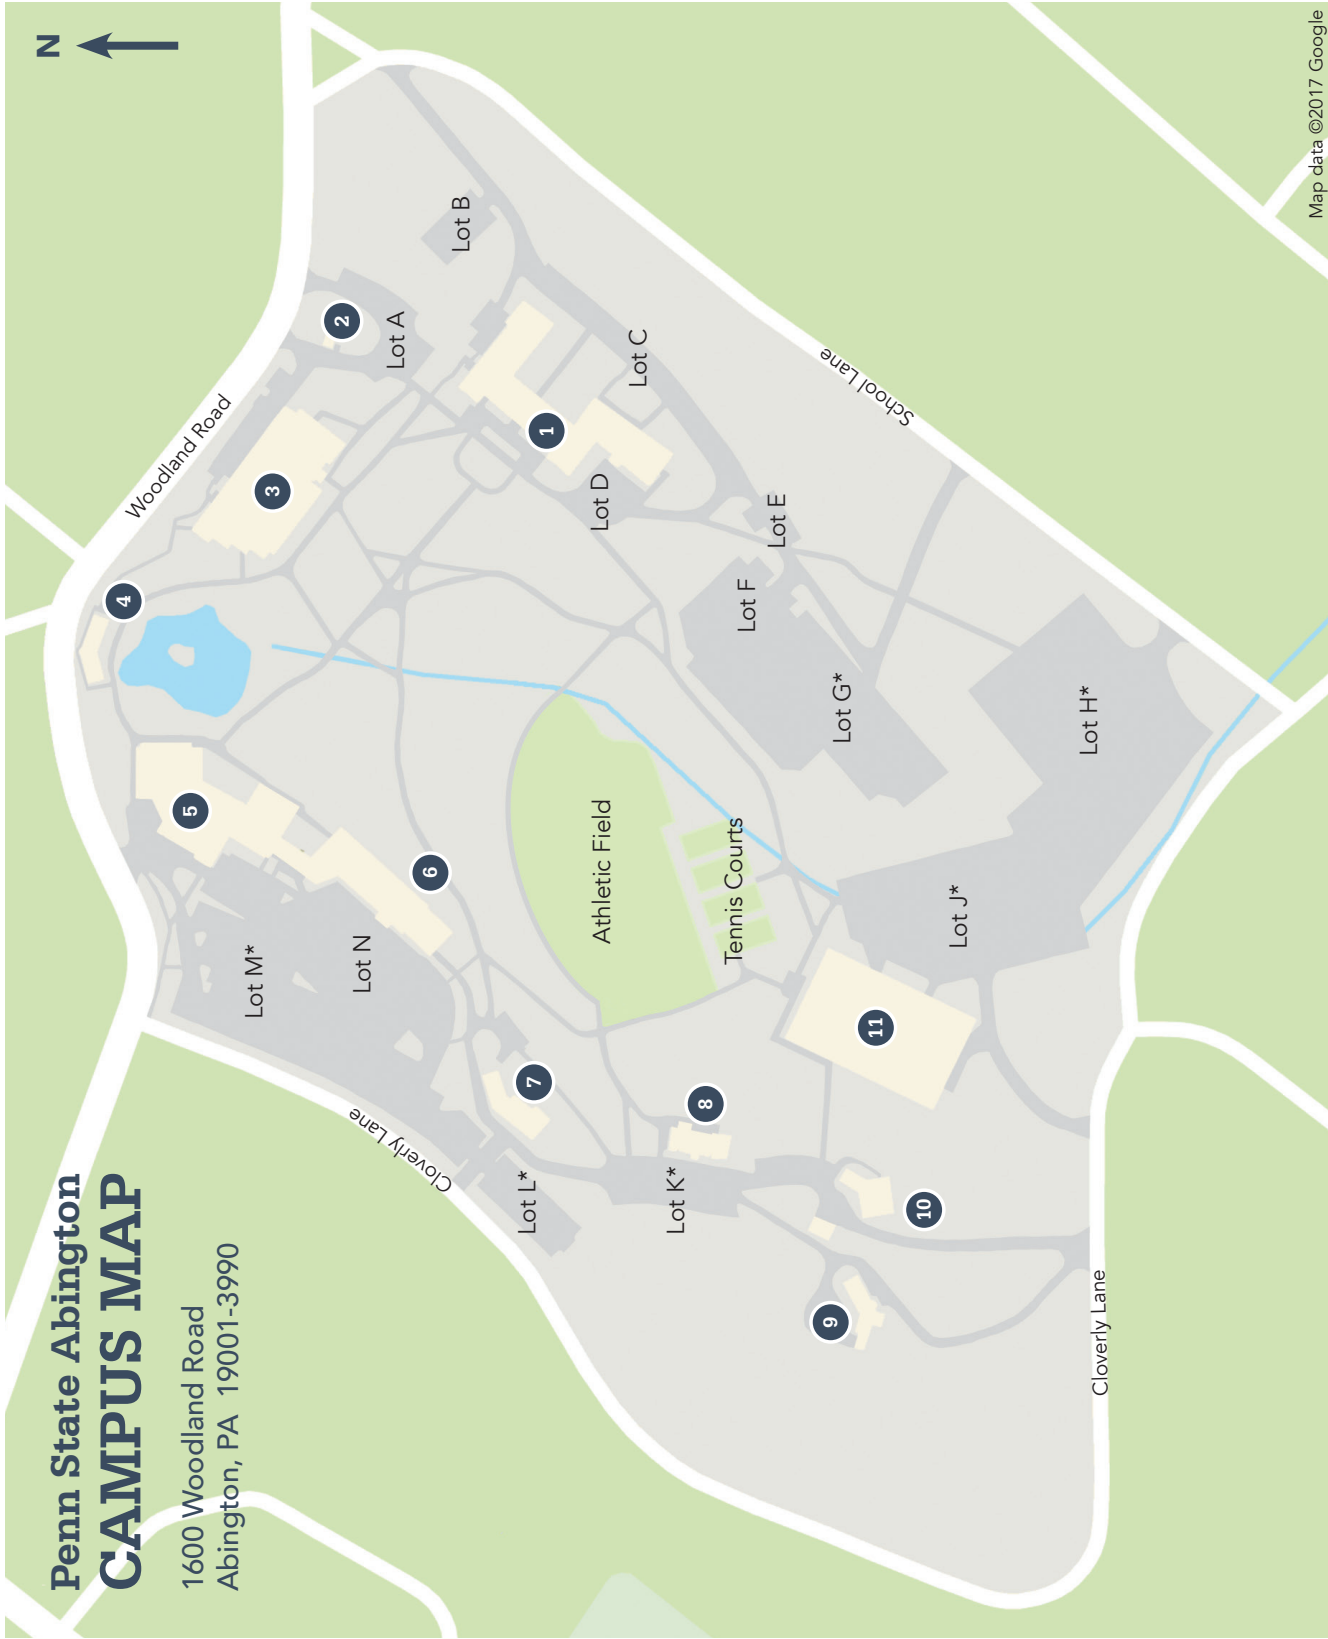 Penn State Abington
CAMPUS MAP
1600 Woodland Road
Abington, PA 19001-3990
N
Woodland Road
4
5
3
2
Lot A
Lot B
Lot M*
Lot N
6
1
Lot C
Lot D
Cloverly Lane
7
Lot L*
Athletic Field
Lot F
Lot E
School Lane
8
Lot K*
Tennis Courts
Lot G*
9
10
11
Lot J*
Lot H*
Cloverly Lane
Map data ©2017 Google